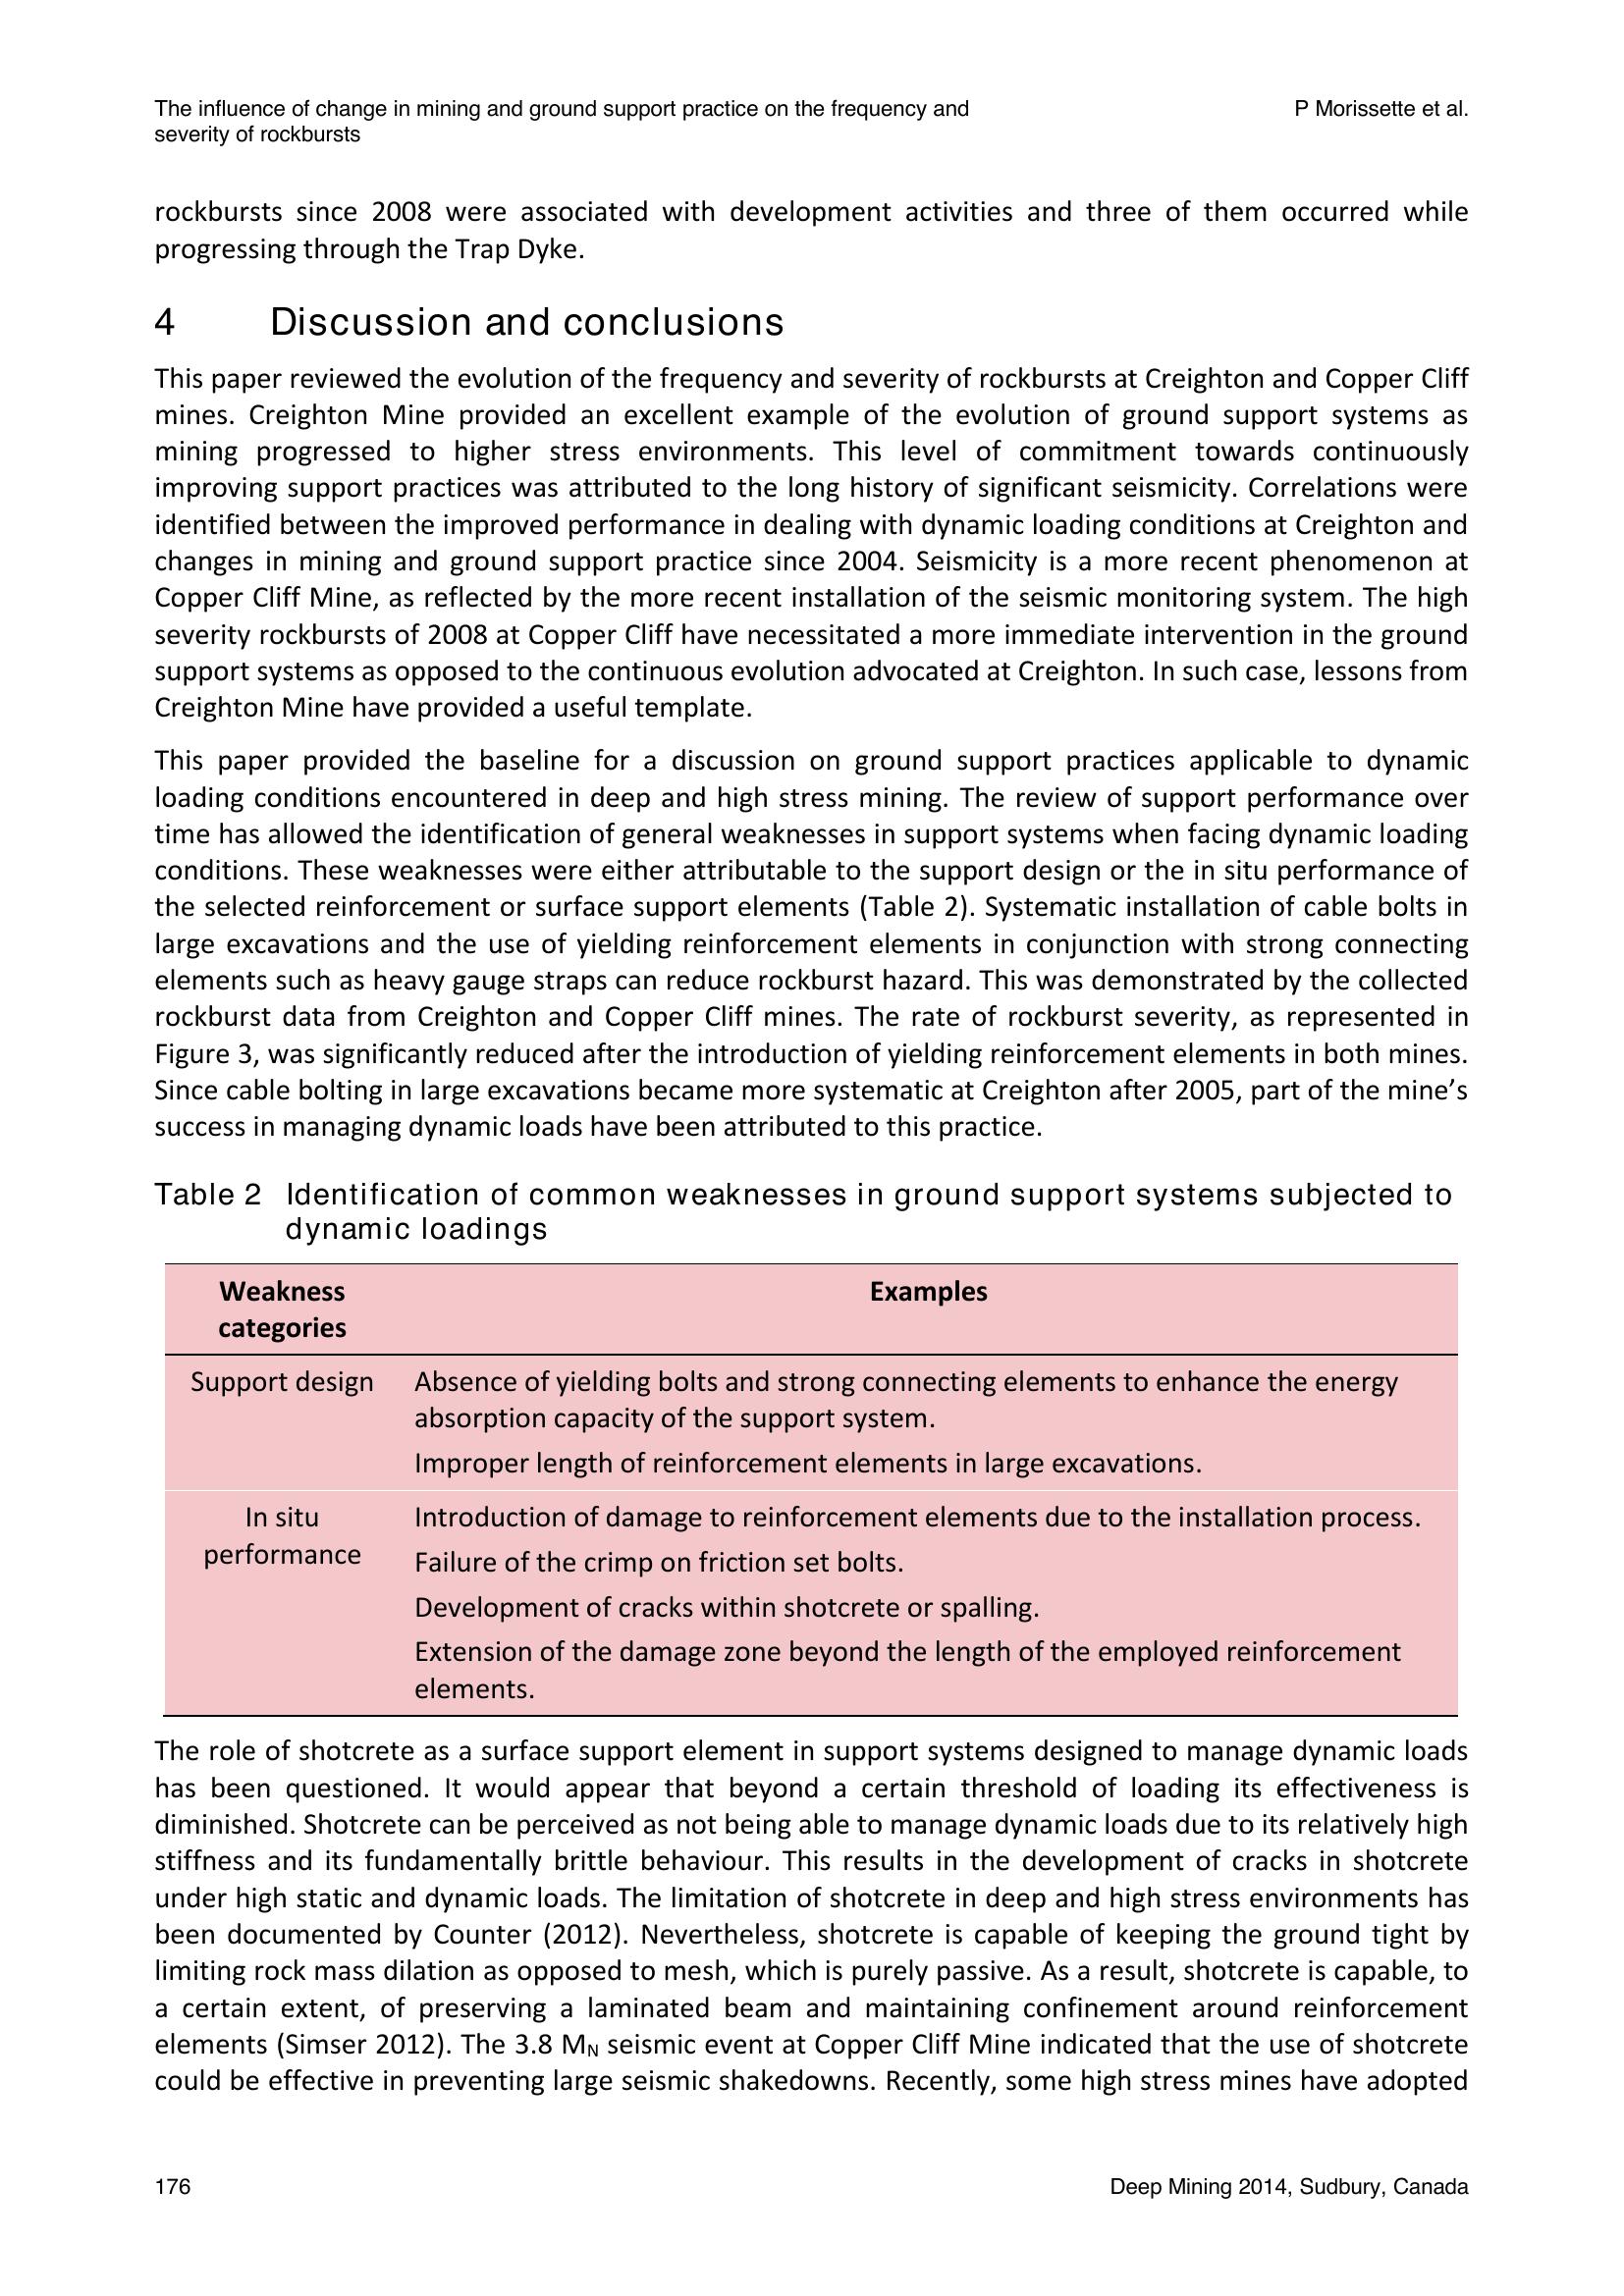 The influence of change in mining and ground support practice on the frequency and
severity of rockbursts
P Morissette et al.
rockbursts since 2008 were associated with development activities and three of them occurred while
progressing through the Trap Dyke.
4 Discussion and conclusions
This paper reviewed the evolution of the frequency and severity of rockbursts at Creighton and Copper Cliff
mines. Creighton Mine provided an excellent example of the evolution of ground support systems as
mining progressed to higher stress environments. This level of commitment towards continuously
improving support practices was attributed to the long history of significant seismicity. Correlations were
identified between the improved performance in dealing with dynamic loading conditions at Creighton and
changes in mining and ground support practice since 2004. Seismicity is a more recent phenomenon at
Copper Cliff Mine, as reflected by the more recent installation of the seismic monitoring system. The high
severity rockbursts of 2008 at Copper Cliff have necessitated a more immediate intervention in the ground
support systems as opposed to the continuous evolution advocated at Creighton. In such case, lessons from
Creighton Mine have provided a useful template.
This paper provided the baseline for a discussion on ground support practices applicable to dynamic
loading conditions encountered in deep and high stress mining. The review of support performance over
time has allowed the identification of general weaknesses in support systems when facing dynamic loading
conditions. These weaknesses were either attributable to the support design or the in situ performance of
the selected reinforcement or surface support elements (Table 2). Systematic installation of cable bolts in
large excavations and the use of yielding reinforcement elements in conjunction with strong connecting
elements such as heavy gauge straps can reduce rockburst hazard. This was demonstrated by the collected
rockburst data from Creighton and Copper Cliff mines. The rate of rockburst severity, as represented in
Figure 3, was significantly reduced after the introduction of yielding reinforcement elements in both mines.
Since cable bolting in large excavations became more systematic at Creighton after 2005, part of the mine’s
success in managing dynamic loads have been attributed to this practice.
Table 2 Identification of common weaknesses in ground support systems subjected to
dynamic loadings
Weakness
categories
Examples
Support design
Absence of yielding bolts and strong connecting elements to enhance the energy
absorption capacity of the support system.
Improper length of reinforcement elements in large excavations.
In situ
performance
Introduction of damage to reinforcement elements due to the installation process.
Failure of the crimp on friction set bolts.
Development of cracks within shotcrete or spalling.
Extension of the damage zone beyond the length of the employed reinforcement
elements.
The role of shotcrete as a surface support element in support systems designed to manage dynamic loads
has been questioned. It would appear that beyond a certain threshold of loading its effectiveness is
diminished. Shotcrete can be perceived as not being able to manage dynamic loads due to its relatively high
stiffness and its fundamentally brittle behaviour. This results in the development of cracks in shotcrete
under high static and dynamic loads. The limitation of shotcrete in deep and high stress environments has
been documented by Counter (2012). Nevertheless, shotcrete is capable of keeping the ground tight by
limiting rock mass dilation as opposed to mesh, which is purely passive. As a result, shotcrete is capable, to
a certain extent, of preserving a laminated beam and maintaining confinement around reinforcement
elements (Simser 2012). The 3.8 MN seismic event at Copper Cliff Mine indicated that the use of shotcrete
could be effective in preventing large seismic shakedowns. Recently, some high stress mines have adopted
176
Deep Mining 2014, Sudbury, Canada